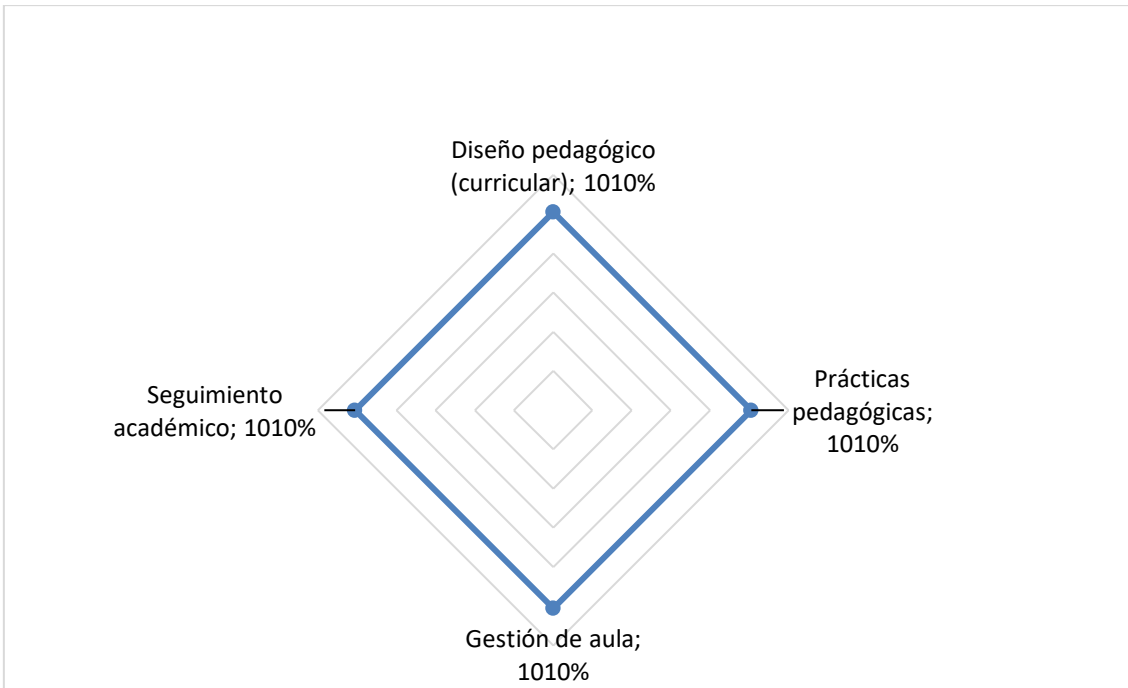 Diseño pedagógico
(curricular); 1010%
Prácticas
pedagógicas;
1010%
Seguimiento
académico; 1010%
Gestión de aula;
1010%